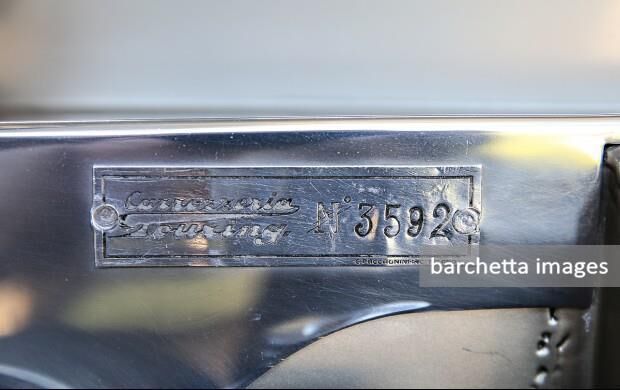 Carrozzeria
Touring N° 3592
barchetta images